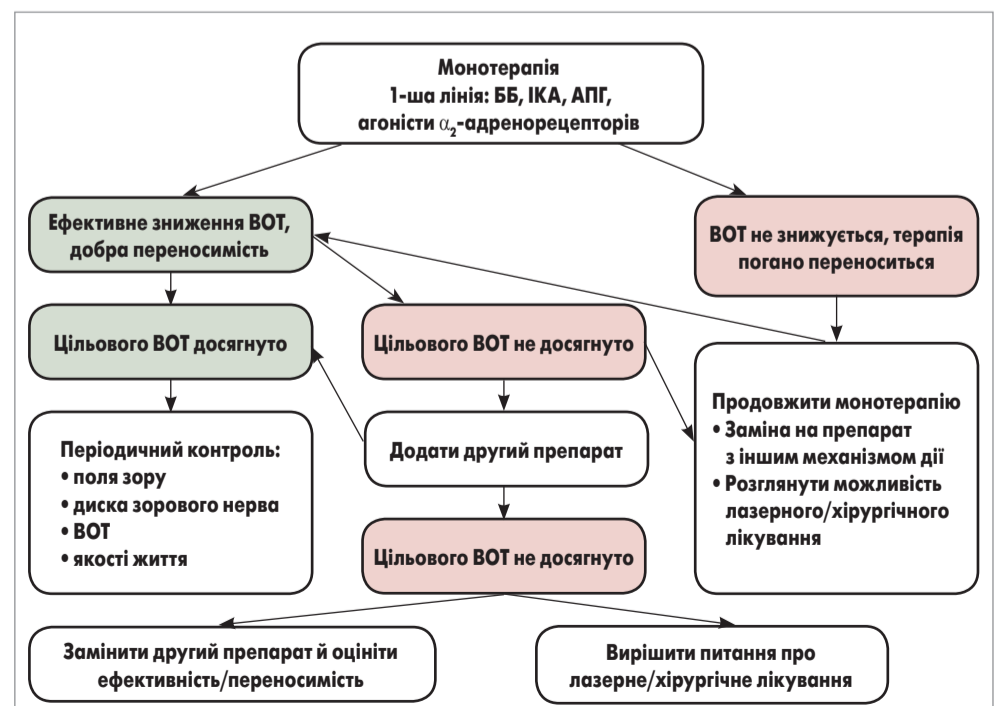 Монотерапія
1-ша лінія: ББ, ІКА, АПГ,
агоністи α₂-адренорецепторів
Ефективне зниження ВОТ,
добра переносимість
ВОТ не знижується, терапія
погано переноситься
Цільового ВОТ досягнуто
Цільового ВОТ не досягнуто
Продовжити монотерапію
• Заміна на препарат
з іншим механізмом дії
• Розглянути можливість
лазерного/хірургічного
лікування
Періодичний контроль:
• поля зору
• диска зорового нерва
• ВОТ
• якості життя
Додати другий препарат
Цільового ВОТ не досягнуто
Замінити другий препарат й оцініти
ефективність/переносимість
Вирішити питання про
лазерне/хірургічне лікування